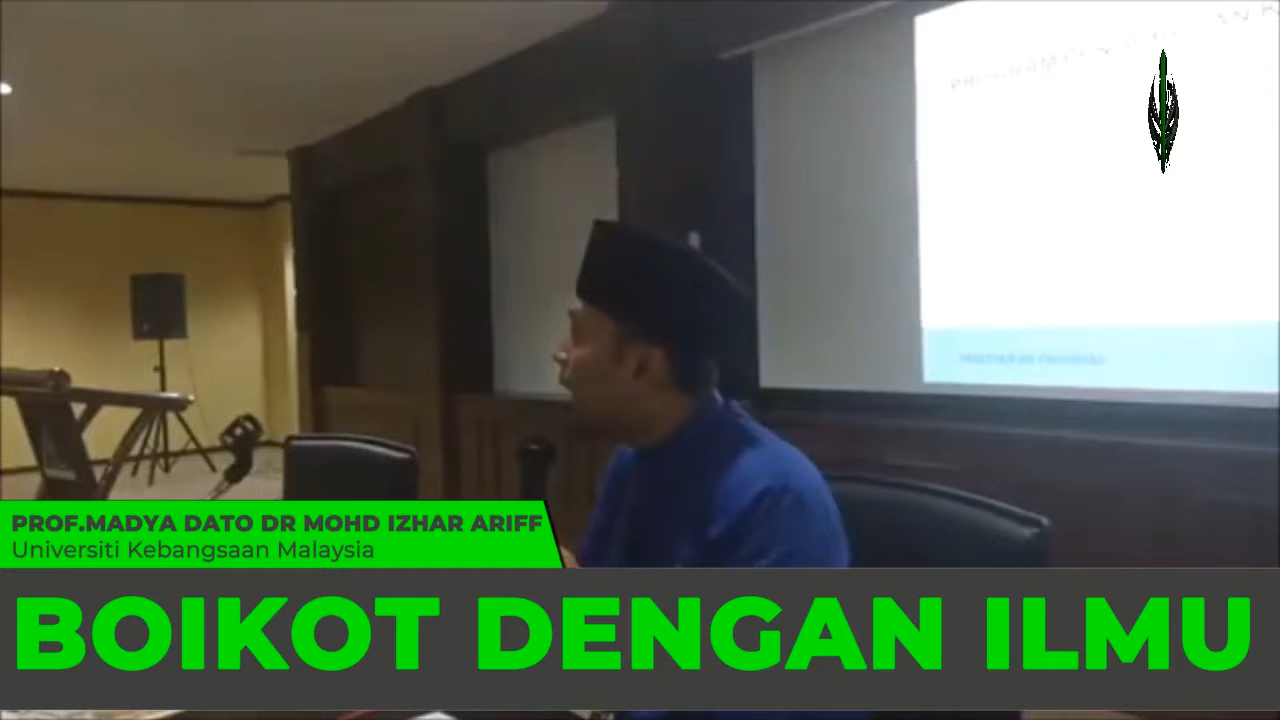 PROF.MADYA DATO DR MOHD IZHAR ARIFF
Universiti Kebangsaan Malaysia
BOIKOT DENGAN ILMU